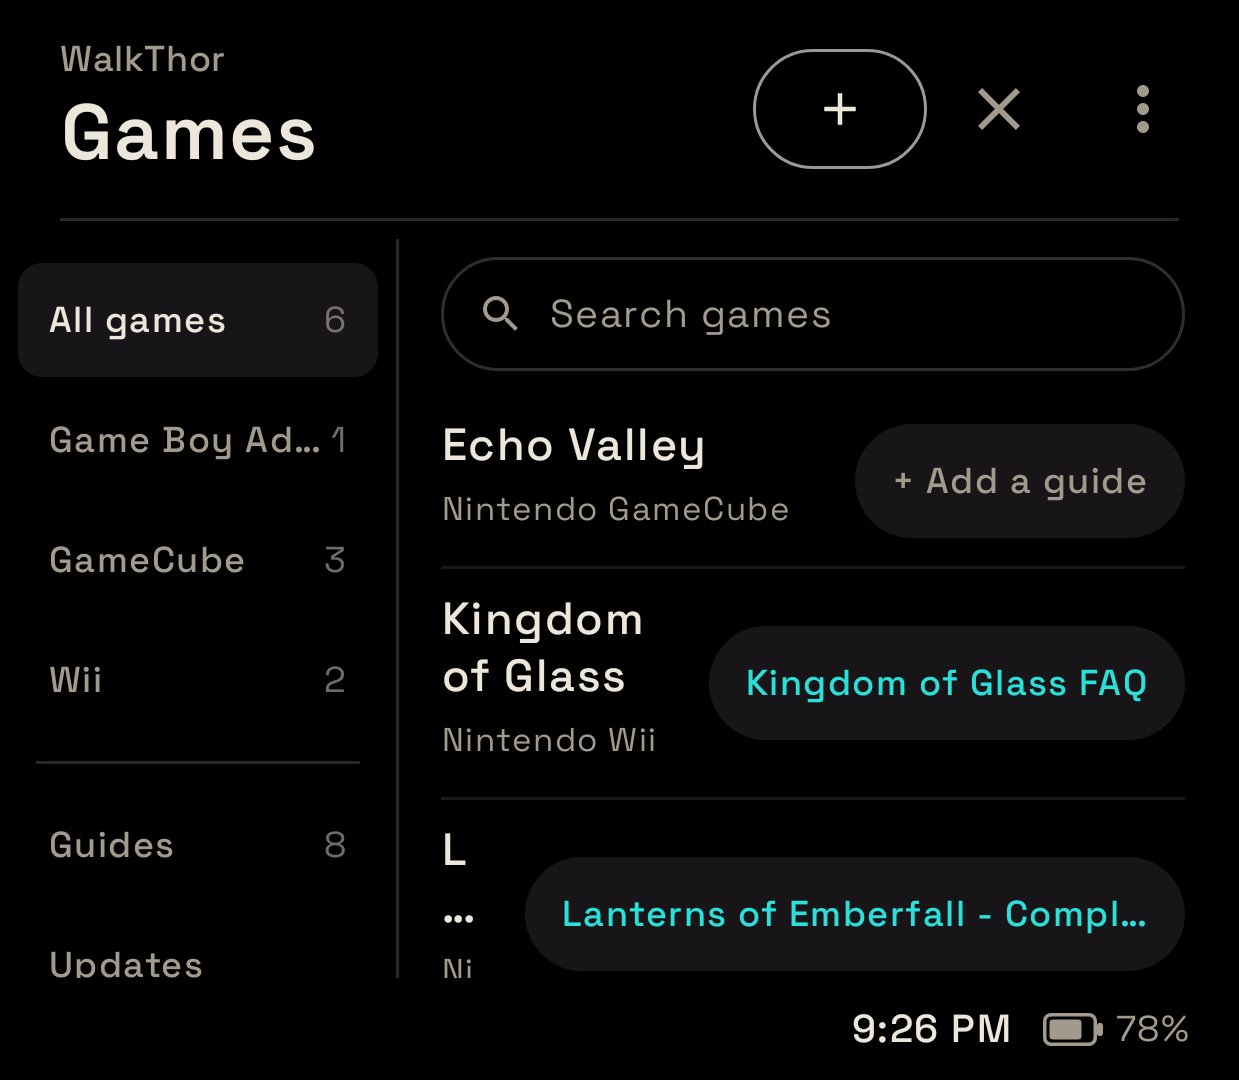 WalkThor
Games
+
All games 6
Game Boy Ad... 1
GameCube 3
Wii 2
Guides 8
Updates
Search games
Echo Valley
Nintendo GameCube
+ Add a guide
Kingdom
of Glass
Nintendo Wii
Kingdom of Glass FAQ
L
...
Ni
Lanterns of Emberfall - Compl...
9:26 PM 78%